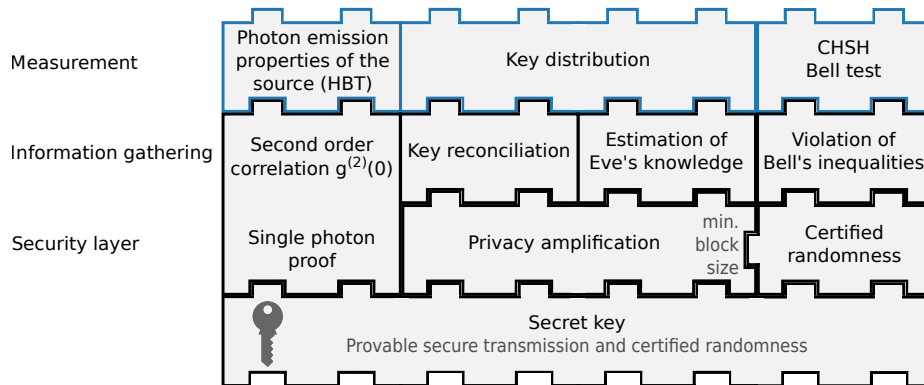 Measurement
Photon emission
properties of the
source (HBT)
Key distribution
CHSH
Bell test
Information gathering
Second order
correlation g⁽²⁾(0)
Key reconciliation
Estimation of
Eve's knowledge
Violation of
Bell's inequalities
Security layer
Single photon
proof
Privacy amplification
min.
block
size
Certified
randomness
Secret key
Provable secure transmission and certified randomness